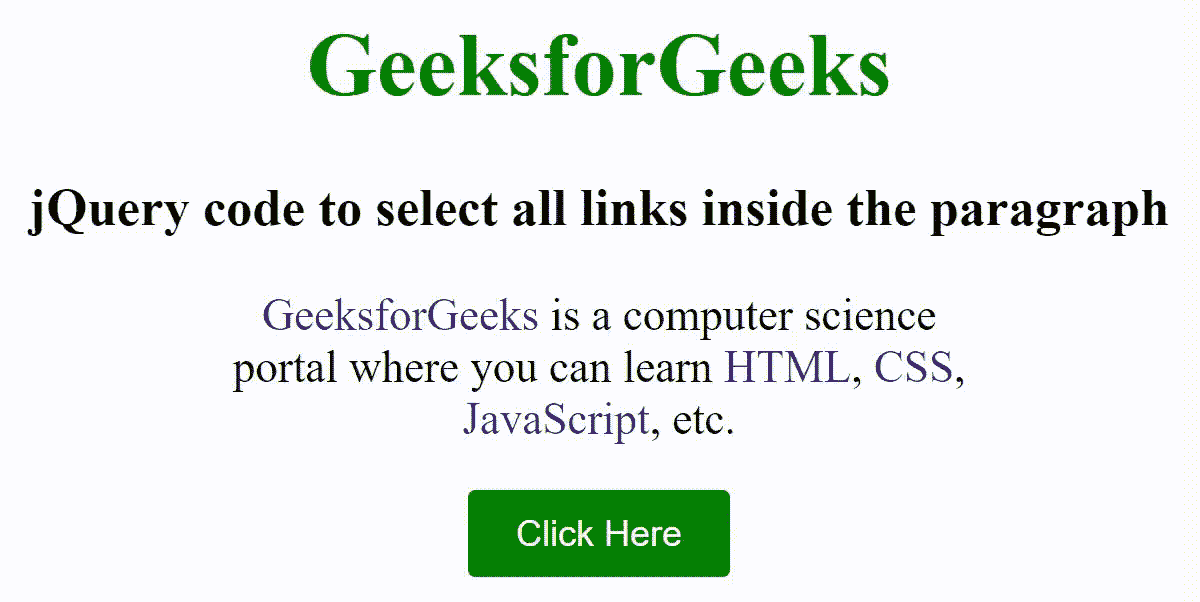 GeeksforGeeks
jQuery code to select all links inside the paragraph
GeeksforGeeks is a computer science
portal where you can learn HTML, CSS,
JavaScript, etc.
Click Here